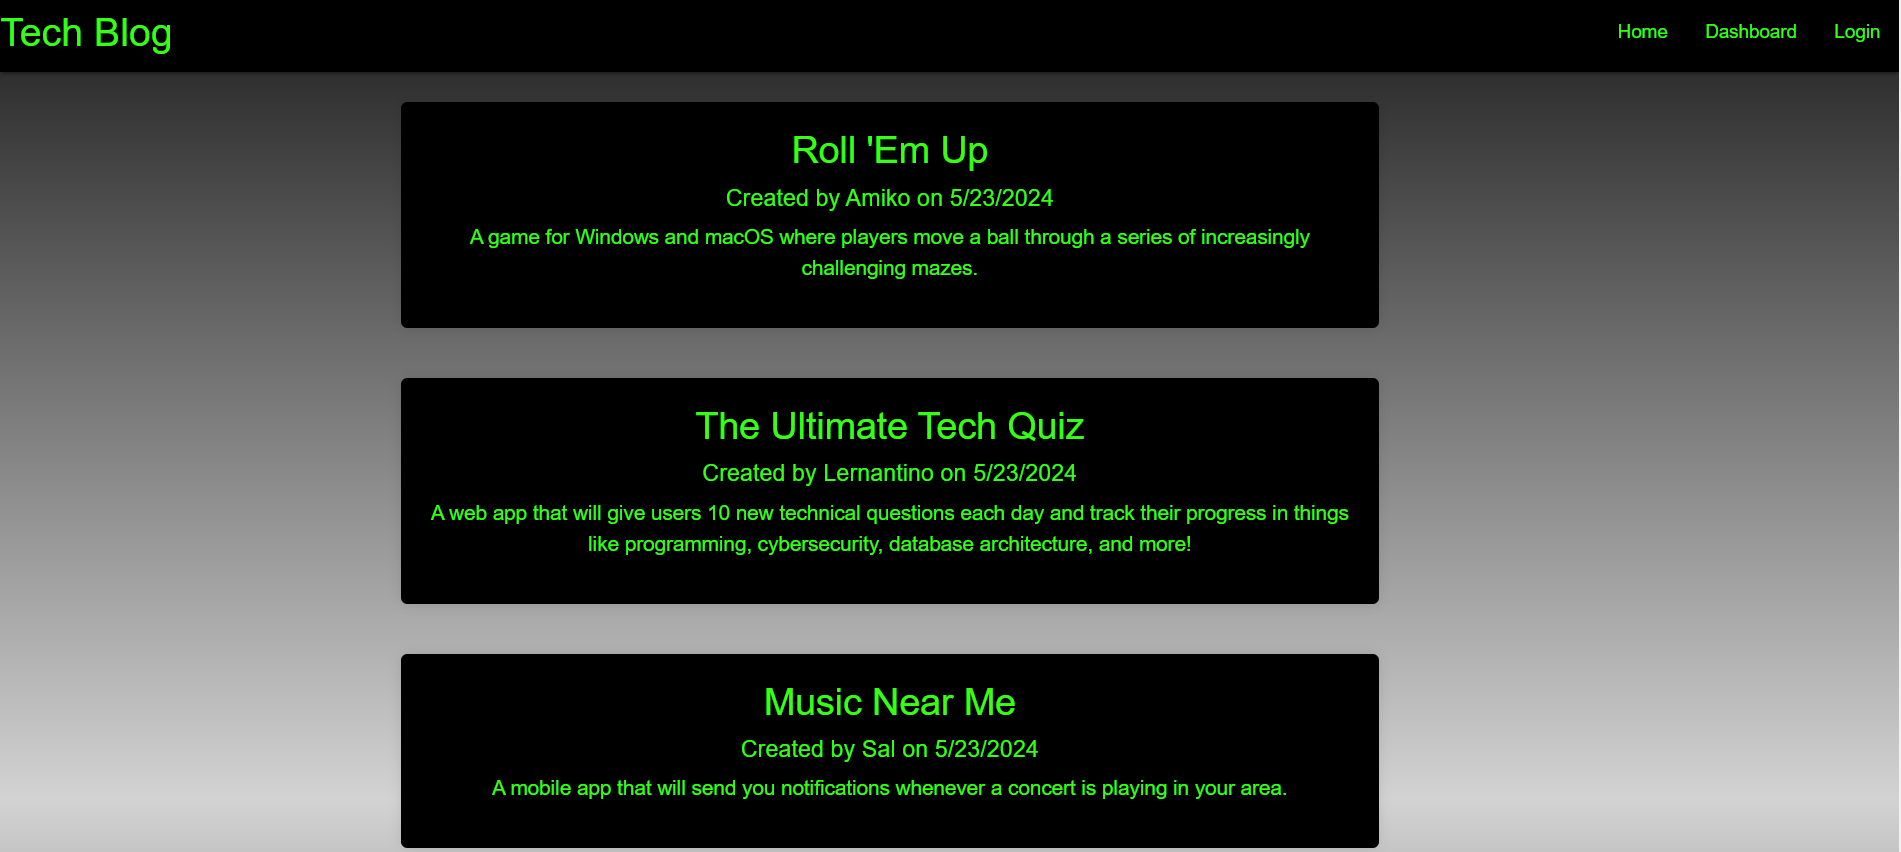 Tech Blog
Home Dashboard Login
Roll 'Em Up
Created by Amiko on 5/23/2024
A game for Windows and macOS where players move a ball through a series of increasingly
challenging mazes.
The Ultimate Tech Quiz
Created by Lernantino on 5/23/2024
A web app that will give users 10 new technical questions each day and track their progress in things
like programming, cybersecurity, database architecture, and more!
Music Near Me
Created by Sal on 5/23/2024
A mobile app that will send you notifications whenever a concert is playing in your area.